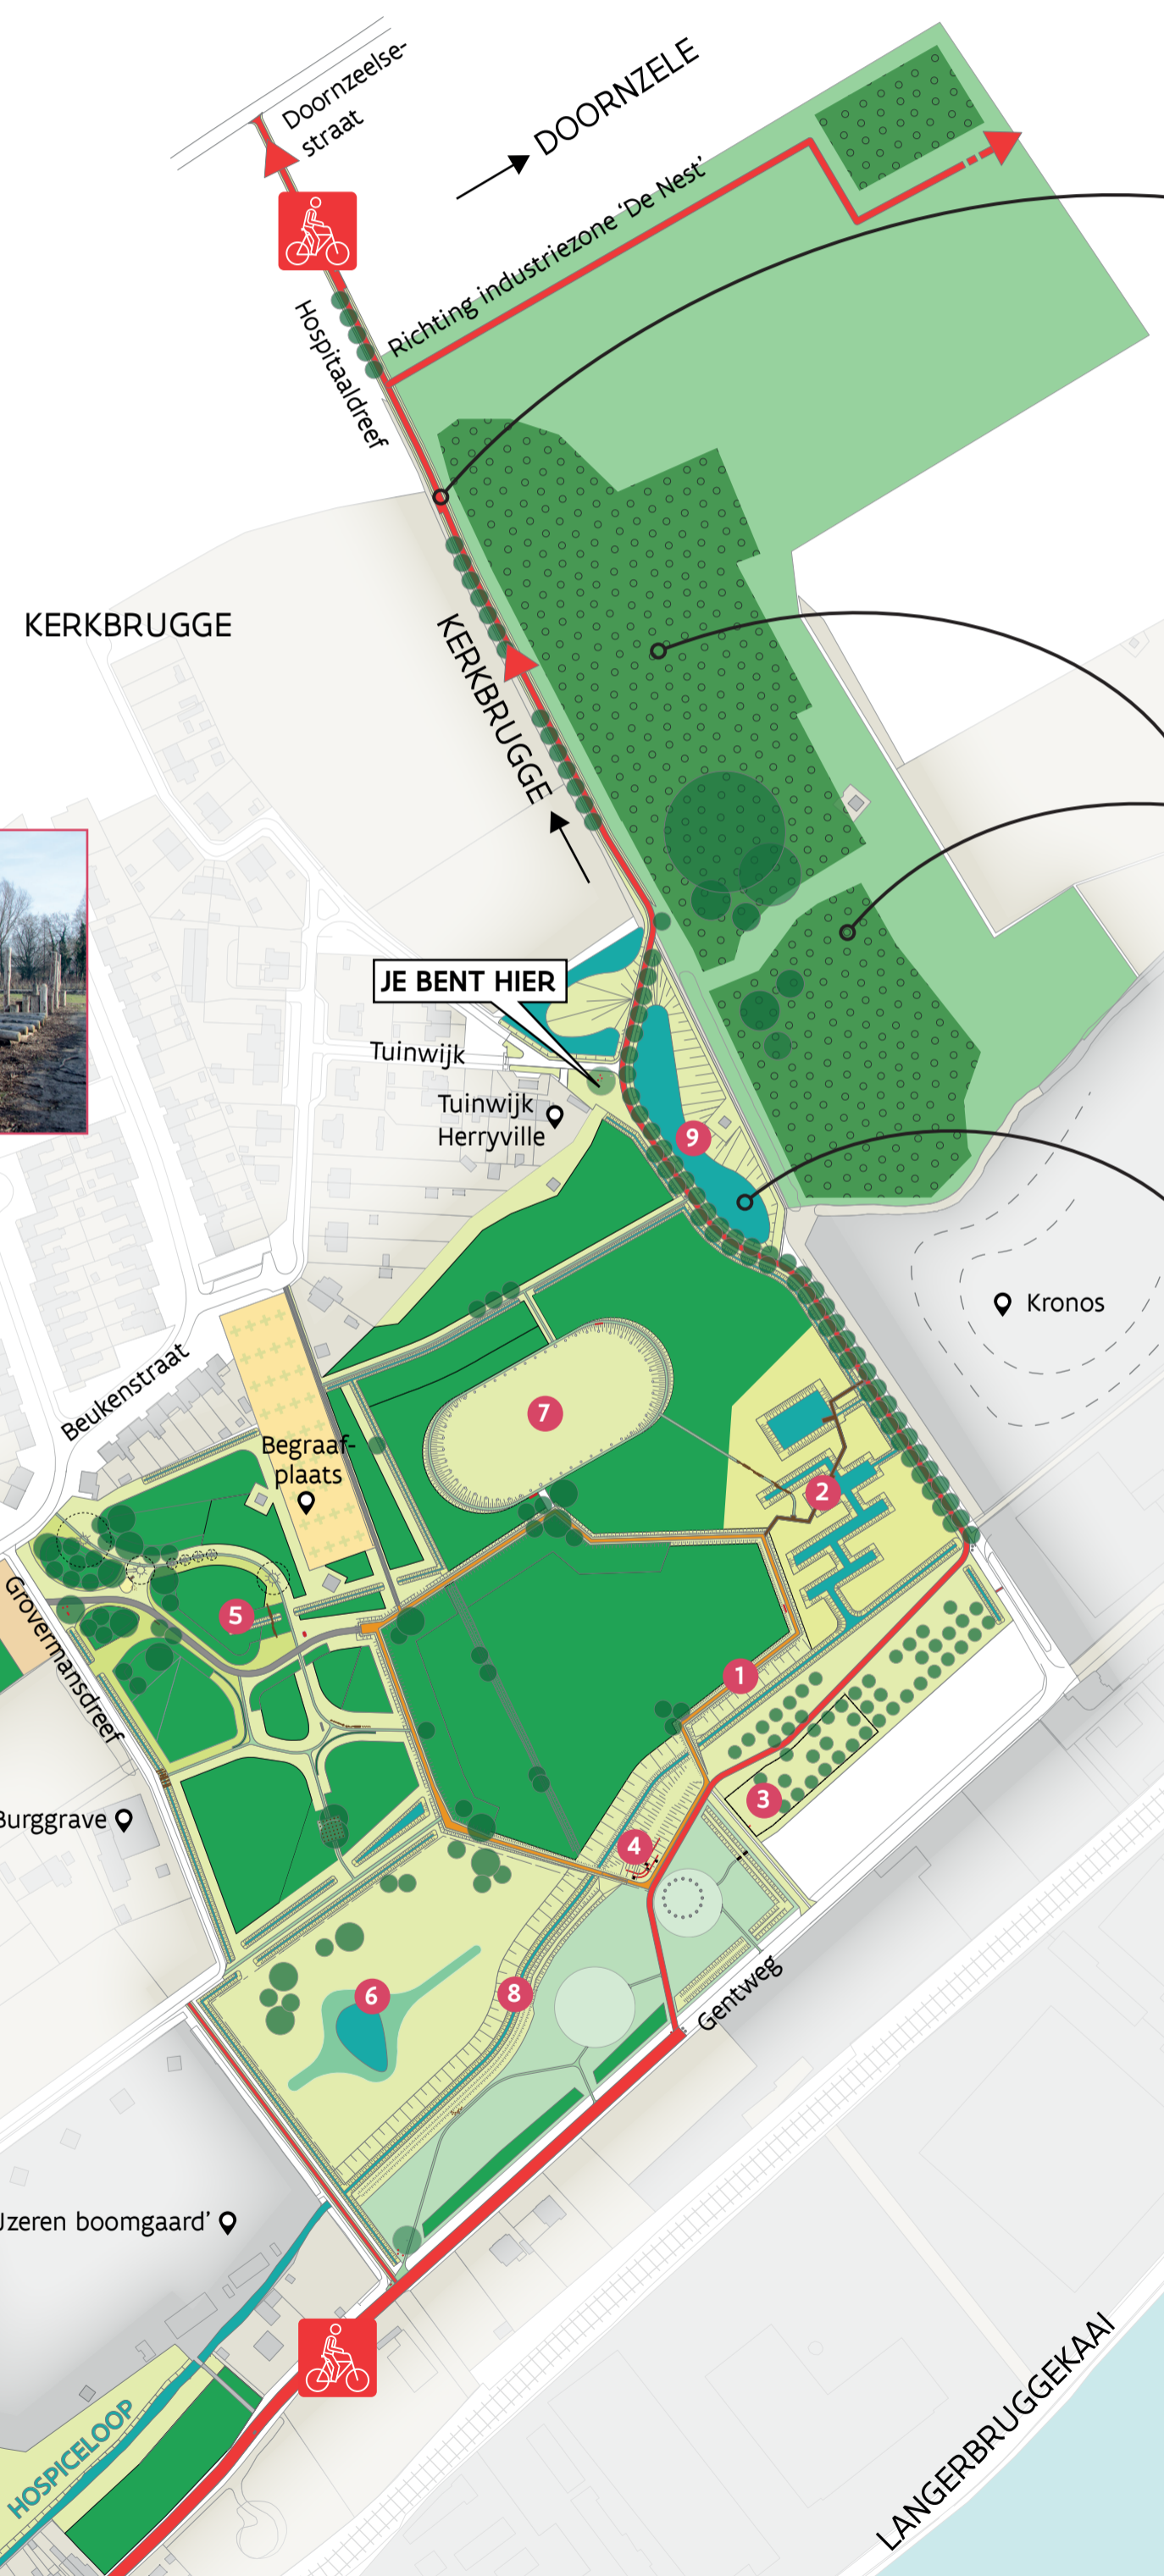 Doornzeelse-
straat
DOORNZELE
Richting industriezone ‘De Nest’
Hospitaaldreef
KERKBRUGGE
KERKBRUGGE
JE BENT HIER
Tuinwijk
Tuinwijk
Herryville
9
Kronos
Beukenstraat
7
Begraaf-
plaats
2
Grovermansdreef
5
1
Burggrave
3
4
6
8
Gentweg
IJzeren boomgaard’
HOSPICELOOP
LANGERBRUGGEKAAI